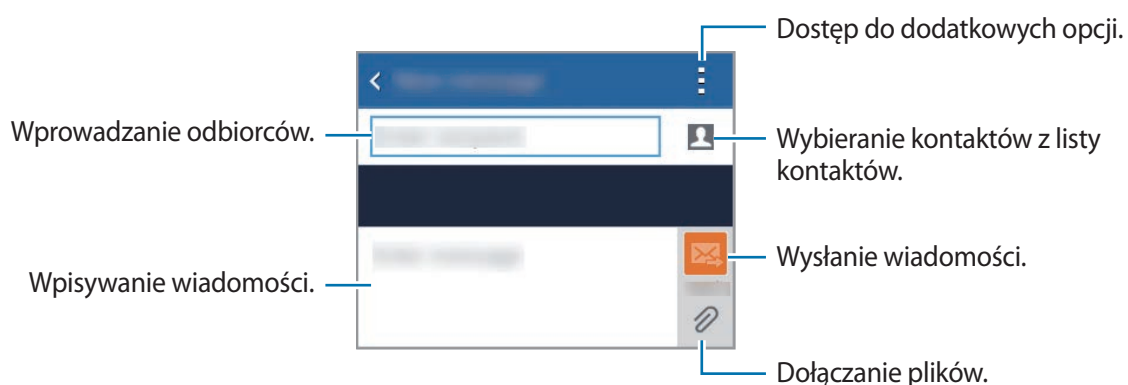 Dostęp do dodatkowych opcji.
Wprowadzanie odbiorców.
Wybieranie kontaktów z listy
kontaktów.
Wysłanie wiadomości.
Wpisywanie wiadomości.
Dołączanie plików.